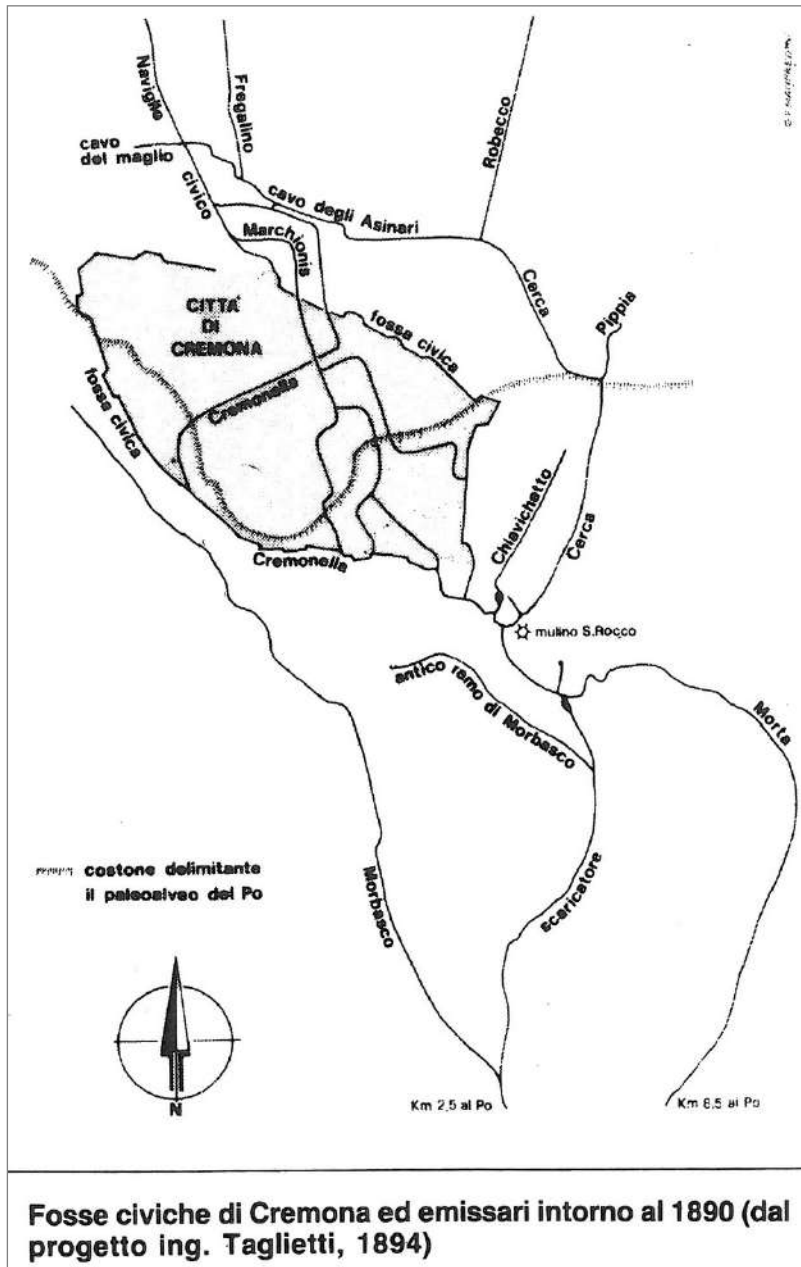 Naviglio
civico
Fregalino
Robecco
cavo
del maglio
cavo degli Asinari
Marchionis
Cerca
Pippia
CITTA'
DI
CREMONA
fossa civica
fossa civica
Cremonella
Chiavichetto
Cerca
Cremonella
mulino S.Rocco
antico ramo di Morbasco
Morta
costone delimitante
il paleoalveo del Po
Morbasco
scaricatore
N
Km 2,5 al Po
Km 8,5 al Po
Fosse civiche di Cremona ed emissari intorno al 1890 (dal
progetto ing. Taglietti, 1894)